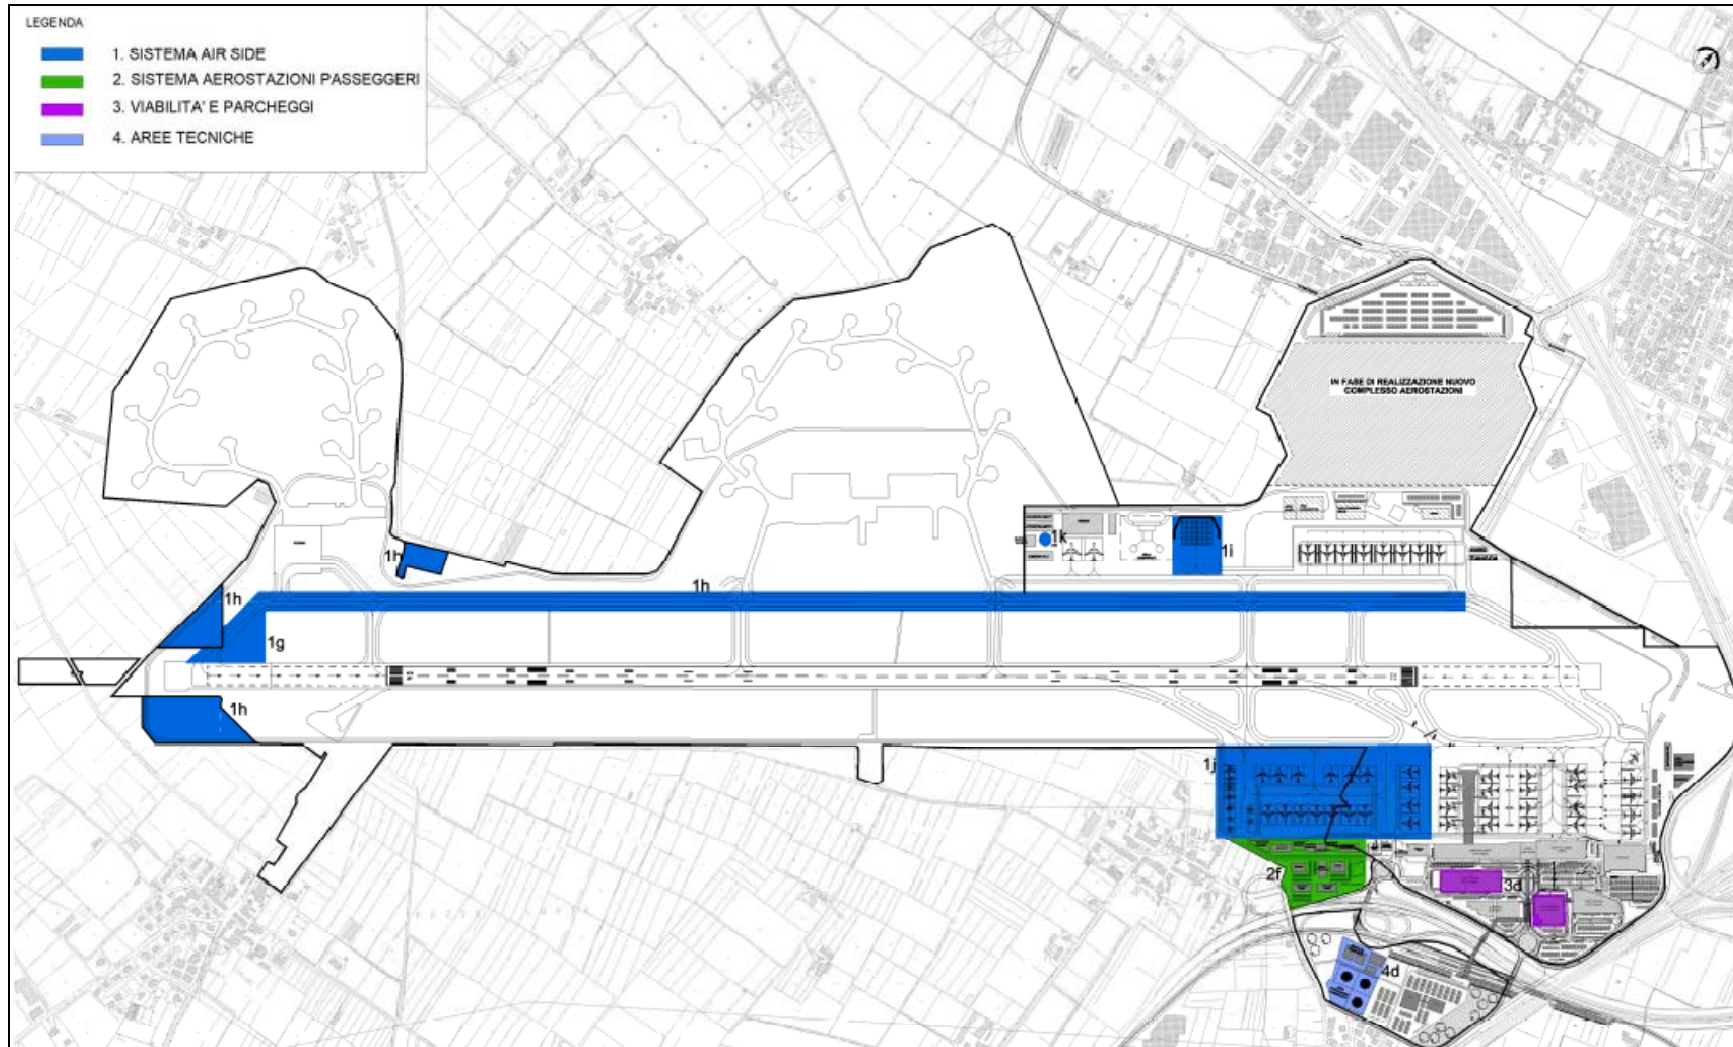 LEGENDA
1. SISTEMA AIR SIDE
2. SISTEMA AEROSTAZIONI PASSEGGERI
3. VIABILITA' E PARCHEGGI
4. AREE TECNICHE
IN FASE DI REALIZZAZIONE NUOVO
COMPLESSO AEROSTAZIONI
1k
1i
1h
1h
1h
1g
1h
1j
2f
3d
4d